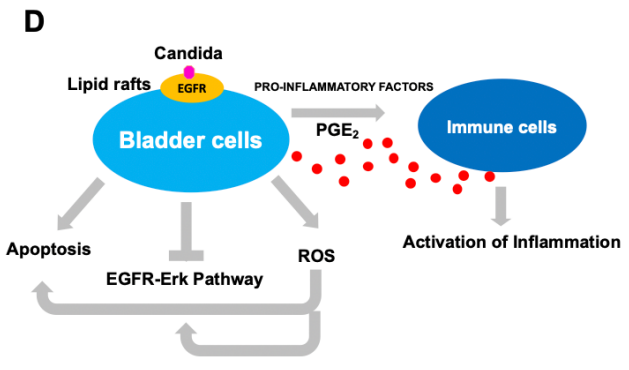 D
Candida
Lipid rafts
EGFR
PRO-INFLAMMATORY FACTORS
Bladder cells
PGE₂
Immune cells
Apoptosis
EGFR-Erk Pathway
ROS
Activation of Inflammation